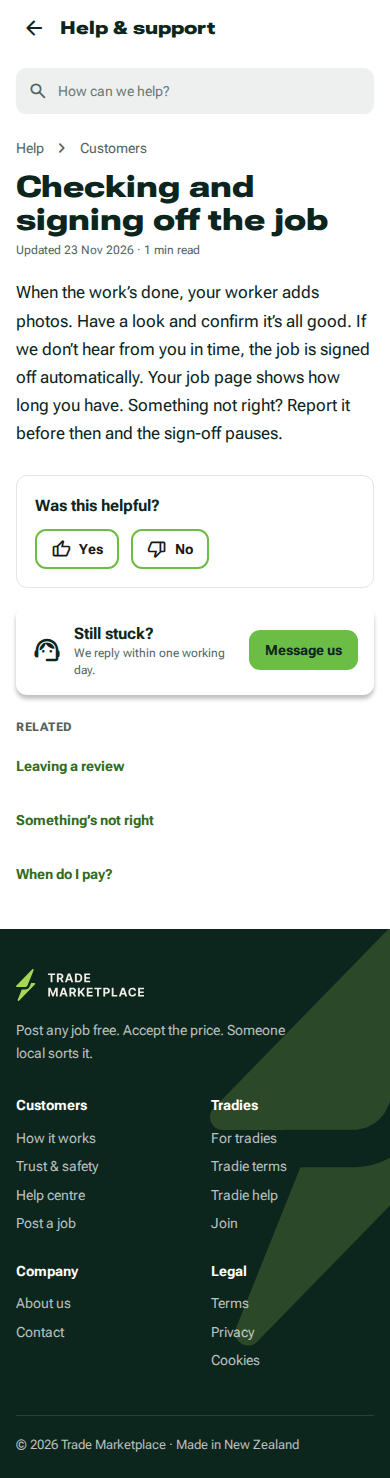 Help & support
How can we help?
Help > Customers
Checking and
signing off the job
Updated 23 Nov 2026 · 1 min read
When the work's done, your worker adds
photos. Have a look and confirm it's all good. If
we don't hear from you in time, the job is signed
off automatically. Your job page shows how
long you have. Something not right? Report it
before then and the sign-off pauses.
Was this helpful?
Yes No
Still stuck?
We reply within one working
day.
Message us
RELATED
Leaving a review
Something's not right
When do I pay?
TRADE
MARKETPLACE
Post any job free. Accept the price. Someone
local sorts it.
Customers
How it works
Trust & safety
Help centre
Post a job
Tradies
For tradies
Tradie terms
Tradie help
Join
Company
About us
Contact
Legal
Terms
Privacy
Cookies
© 2026 Trade Marketplace · Made in New Zealand